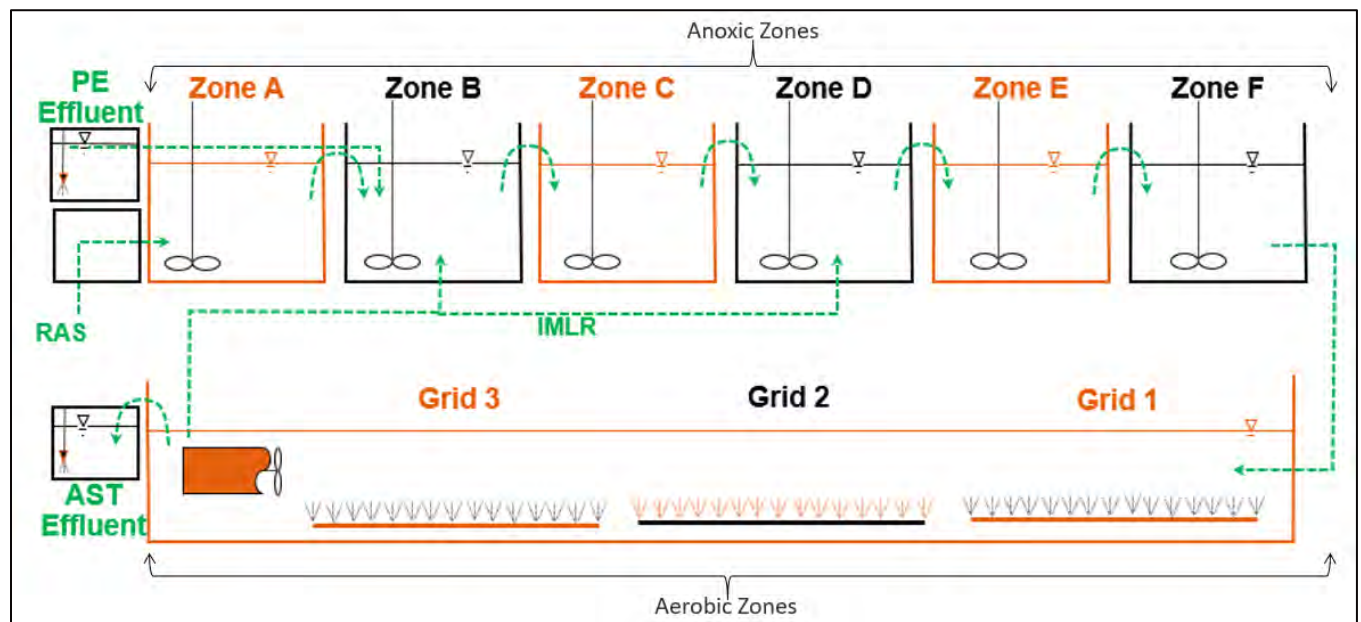 Anoxic Zones
PE
Effluent
Zone A
Zone B
Zone C
Zone D
Zone E
Zone F
RAS
IMLR
Grid 3
Grid 2
Grid 1
AST
Effluent
Aerobic Zones